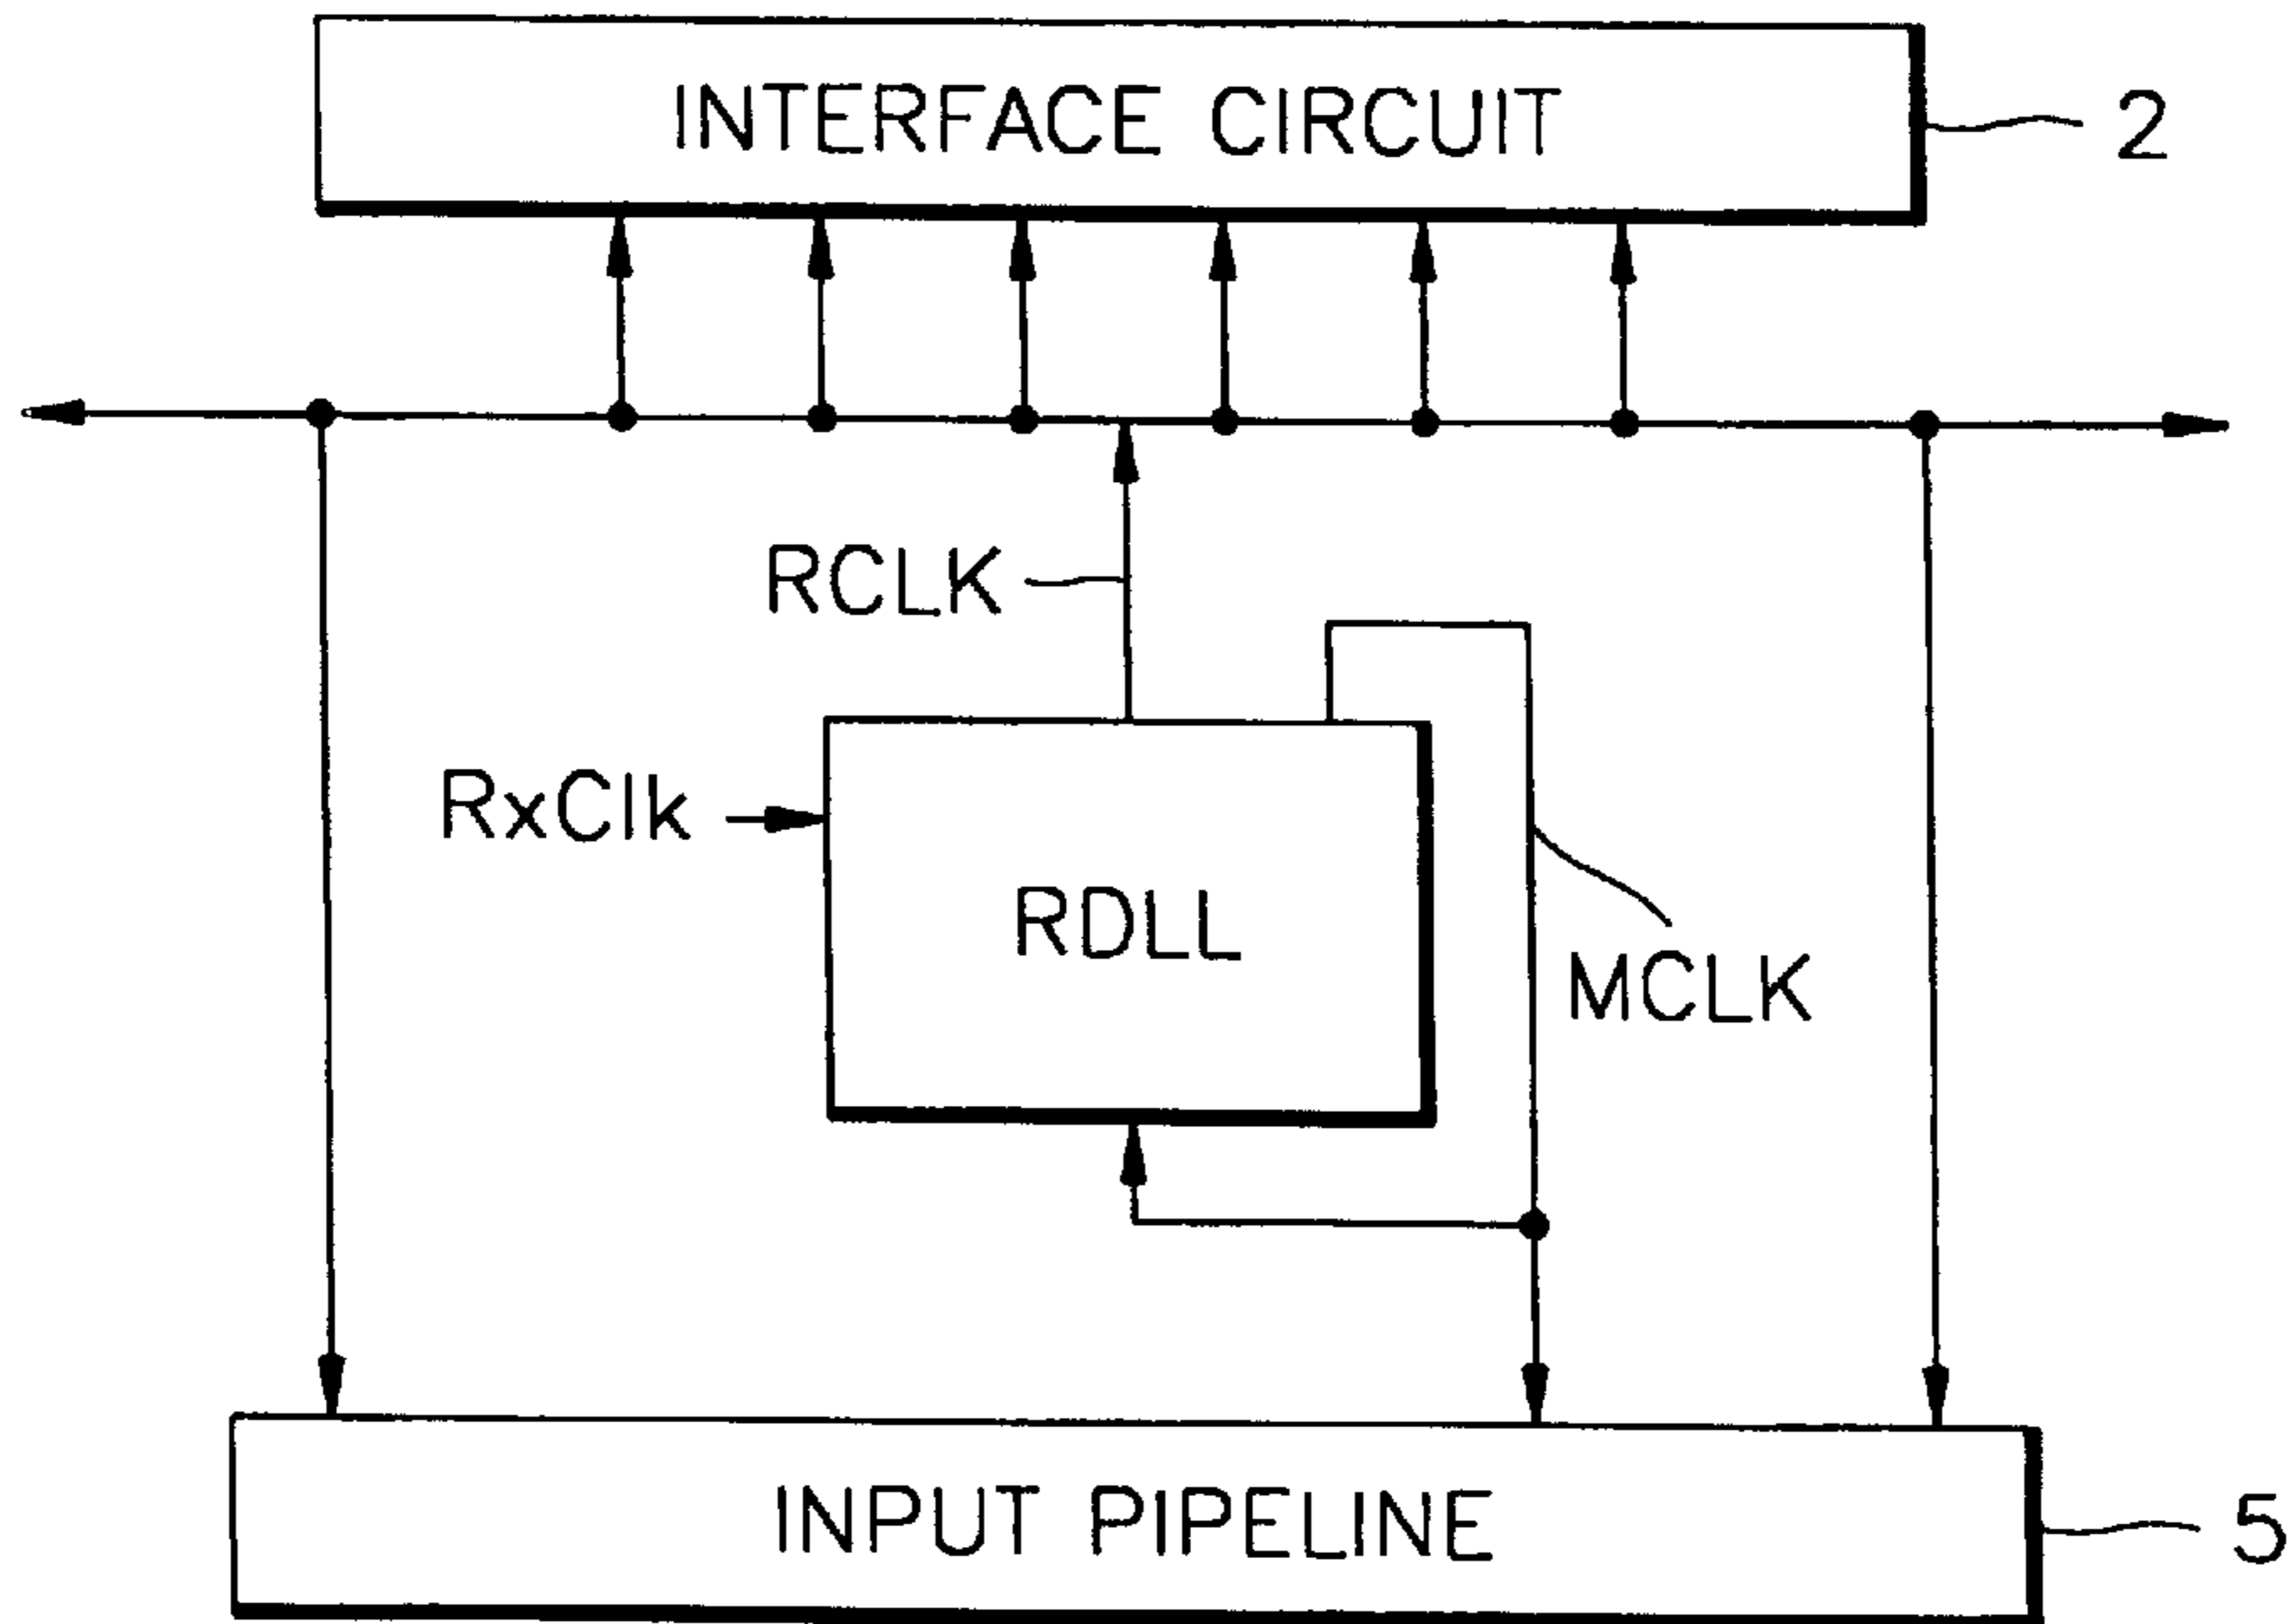 INTERFACE CIRCUIT
2
RCLK
RxClk
RDLL
MCLK
INPUT PIPELINE
5